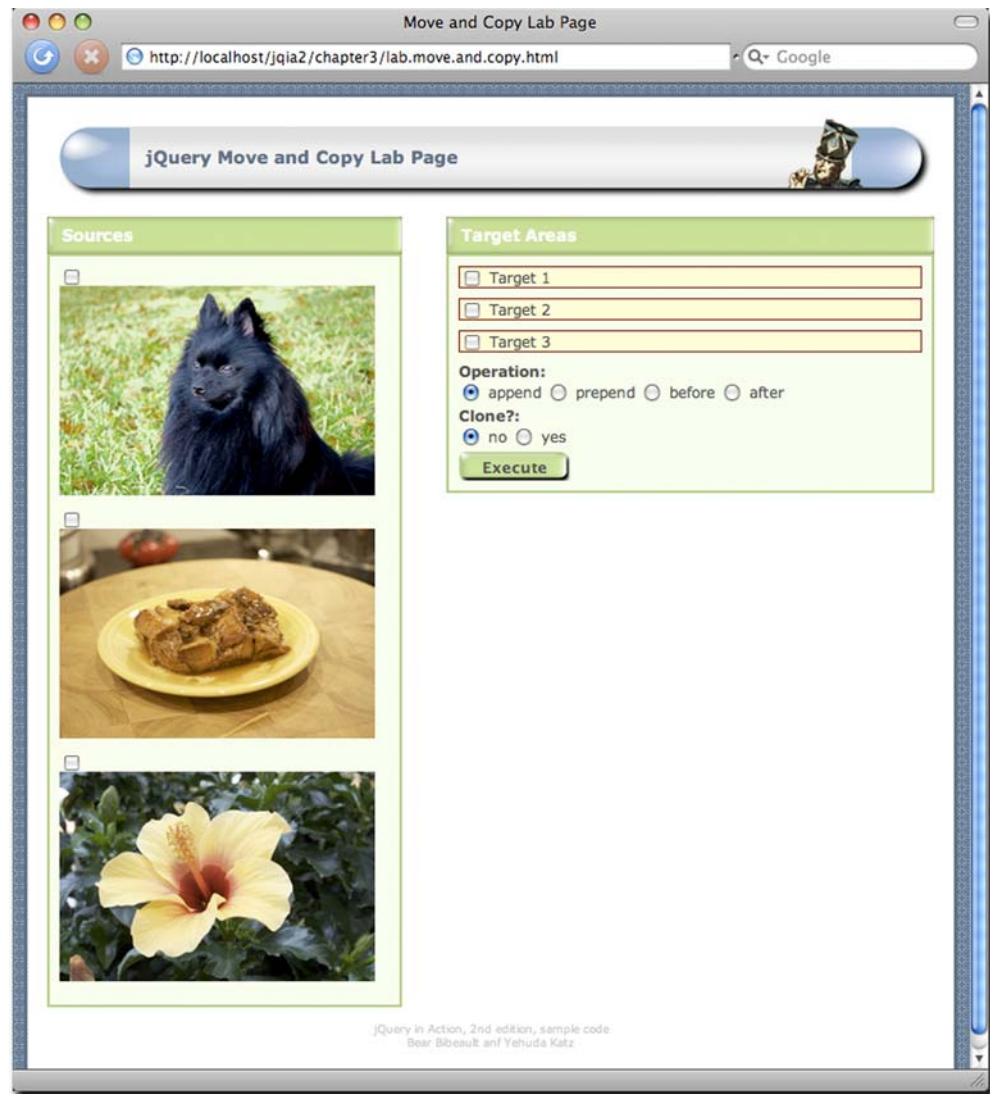 Move and Copy Lab Page
http://localhost/jqia2/chapter3/lab.move.and.copy.html
Google
jQuery Move and Copy Lab Page
Sources
Target Areas
Target 1
Target 2
Target 3
Operation:
append prepend before after
Clone?:
no yes
Execute
jQuery in Action, 2nd edition, sample code
Bear Bibeault anf Yehuda Katz